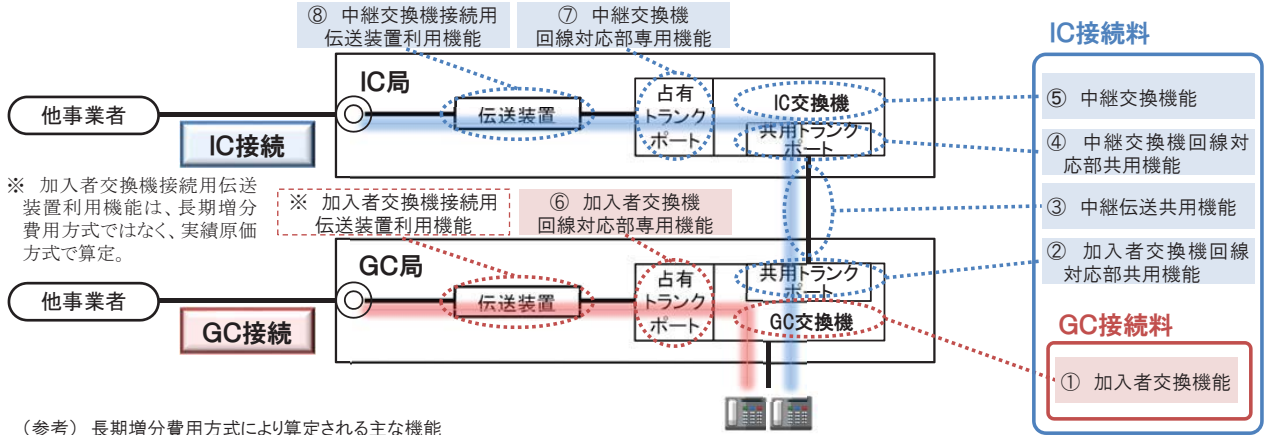 ⑧ 中継交換機接続用
伝送装置利用機能
⑦ 中継交換機
回線対応部専用機能
IC接続料
IC局
占有
トランク
ポート
IC交換機
共用トランク
ポート
伝送装置
他事業者
IC接続
⑤ 中継交換機能
④ 中継交換機回線対
応部共用機能
③ 中継伝送共用機能
② 加入者交換機回線
対応部共用機能
※ 加入者交換機接続用伝送
装置利用機能は、長期増分
費用方式ではなく、実績原価
方式で算定。
※ 加入者交換機接続用
伝送装置利用機能
⑥ 加入者交換機
回線対応部専用機能
GC局
占有
トランク
ポート
共用トランク
ポート
GC交換機
伝送装置
他事業者
GC接続
GC接続料
① 加入者交換機能
（参考） 長期増分費用方式により算定される主な機能